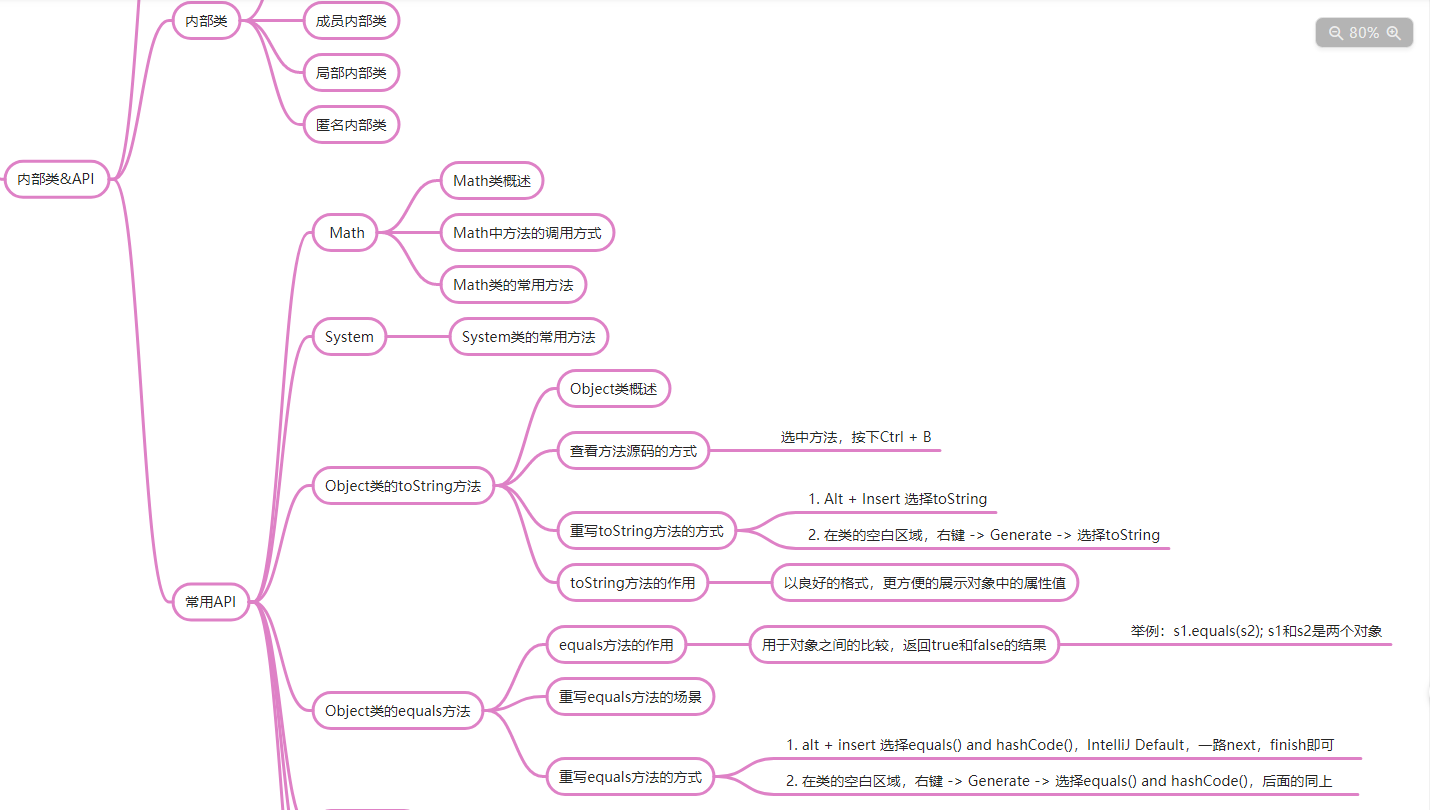 内部类
成员内部类
局部内部类
匿名内部类
80%
内部类&API
Math类概述
Math
Math中方法的调用方式
Math类的常用方法
System
System类的常用方法
Object类概述
查看方法源码的方式
选中方法，按下Ctrl + B
Object类的toString方法
重写toString方法的方式
1. Alt + Insert 选择toString
2. 在类的空白区域，右键 -> Generate -> 选择toString
toString方法的作用
以良好的格式，更方便的展示对象中的属性值
常用API
equals方法的作用
用于对象之间的比较，返回true和false的结果
举例：s1.equals(s2); s1和s2是两个对象
重写equals方法的场景
Object类的equals方法
重写equals方法的方式
1. alt + insert 选择equals() and hashCode()，IntelliJ Default，一路next，finish即可
2. 在类的空白区域，右键 -> Generate -> 选择equals() and hashCode()，后面的同上